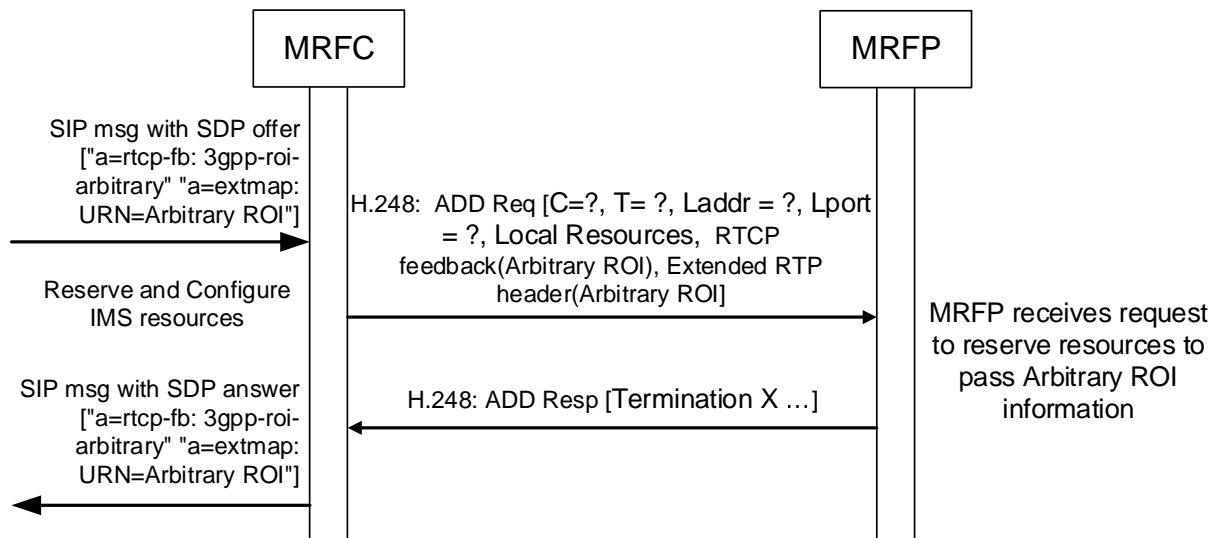 MRFC
MRFP
SIP msg with SDP offer
["a=rtcp-fb: 3gpp-roi-
arbitrary" "a=extmap:
URN=Arbitrary ROI"]
H.248: ADD Req [C=?, T= ?, Laddr = ?, Lport
= ?, Local Resources, RTCP
feedback(Arbitrary ROI), Extended RTP
header(Arbitrary ROI]
Reserve and Configure
IMS resources
MRFP receives request
to reserve resources to
pass Arbitrary ROI
information
H.248: ADD Resp [Termination X …]
SIP msg with SDP answer
["a=rtcp-fb: 3gpp-roi-
arbitrary" "a=extmap:
URN=Arbitrary ROI"]